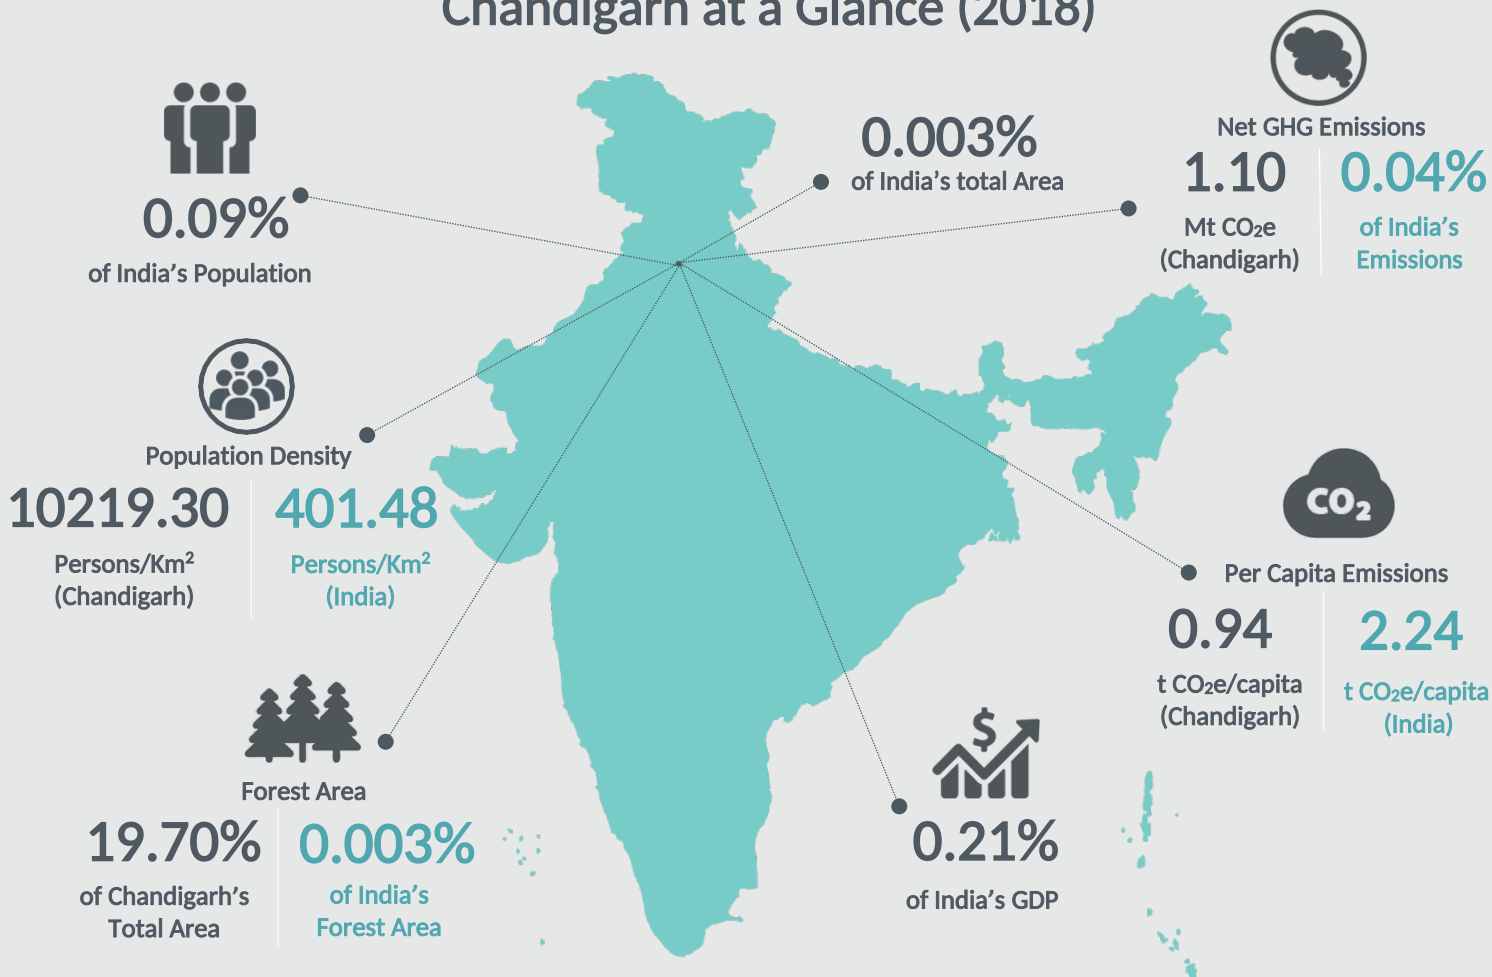 Chandigarh at a Glance (2018)
0.09%
of India's Population
0.003%
of India's total Area
Net GHG Emissions
1.10
Mt CO₂e
(Chandigarh)
0.04%
of India's
Emissions
Population Density
10219.30
Persons/Km²
(Chandigarh)
401.48
Persons/Km²
(India)
CO₂
Per Capita Emissions
0.94
t CO₂e/capita
(Chandigarh)
2.24
t CO₂e/capita
(India)
Forest Area
19.70%
of Chandigarh's
Total Area
0.003%
of India's
Forest Area
$
0.21%
of India's GDP